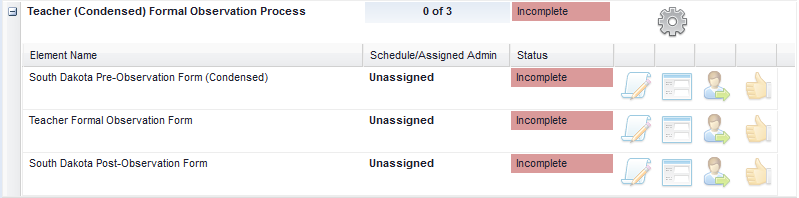 Teacher (Condensed) Formal Observation Process 0 of 3 Incomplete
Element Name Schedule/Assigned Admin Status
South Dakota Pre-Observation Form (Condensed) Unassigned Incomplete
Teacher Formal Observation Form Unassigned Incomplete
South Dakota Post-Observation Form Unassigned Incomplete